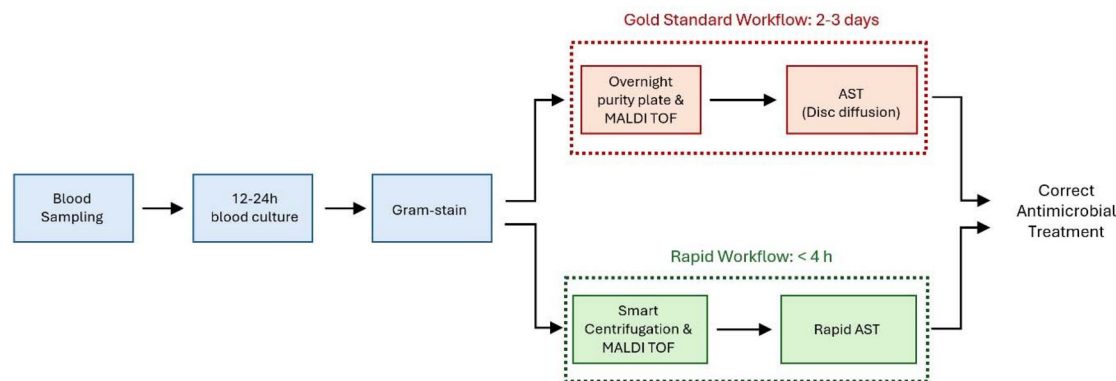 Gold Standard Workflow: 2-3 days
Overnight
purity plate &
MALDI TOF
AST
(Disc diffusion)
Blood
Sampling
12-24h
blood culture
Gram-stain
Correct
Antimicrobial
Treatment
Rapid Workflow: < 4 h
Smart
Centrifugation &
MALDI TOF
Rapid AST